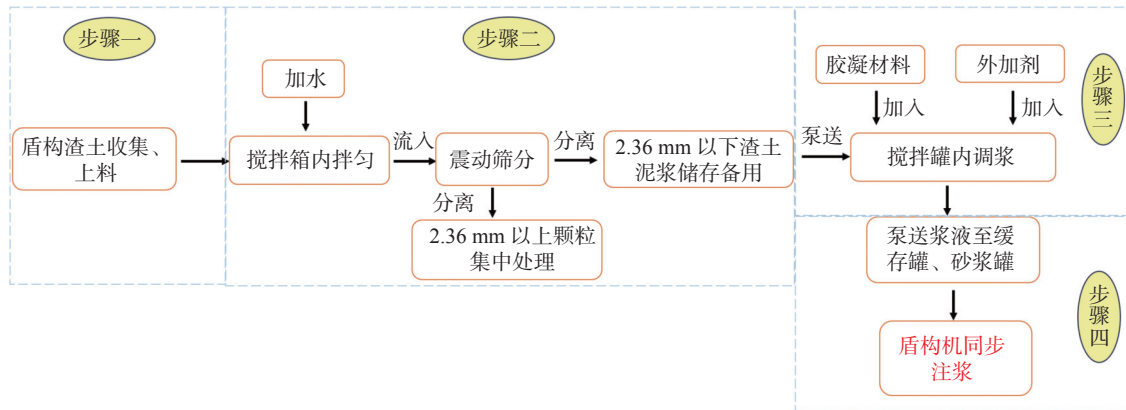 步骤一
盾构渣土收集、
上料
步骤二
加水
搅拌箱内拌匀
流入
震动筛分
分离
2.36 mm 以下渣土
泥浆储存备用
分离
2.36 mm 以上颗粒
集中处理
泵送
步骤三
胶凝材料
外加剂
加入
加入
搅拌罐内调浆
步骤四
泵送浆液至缓
存罐、砂浆罐
盾构机同步
注浆